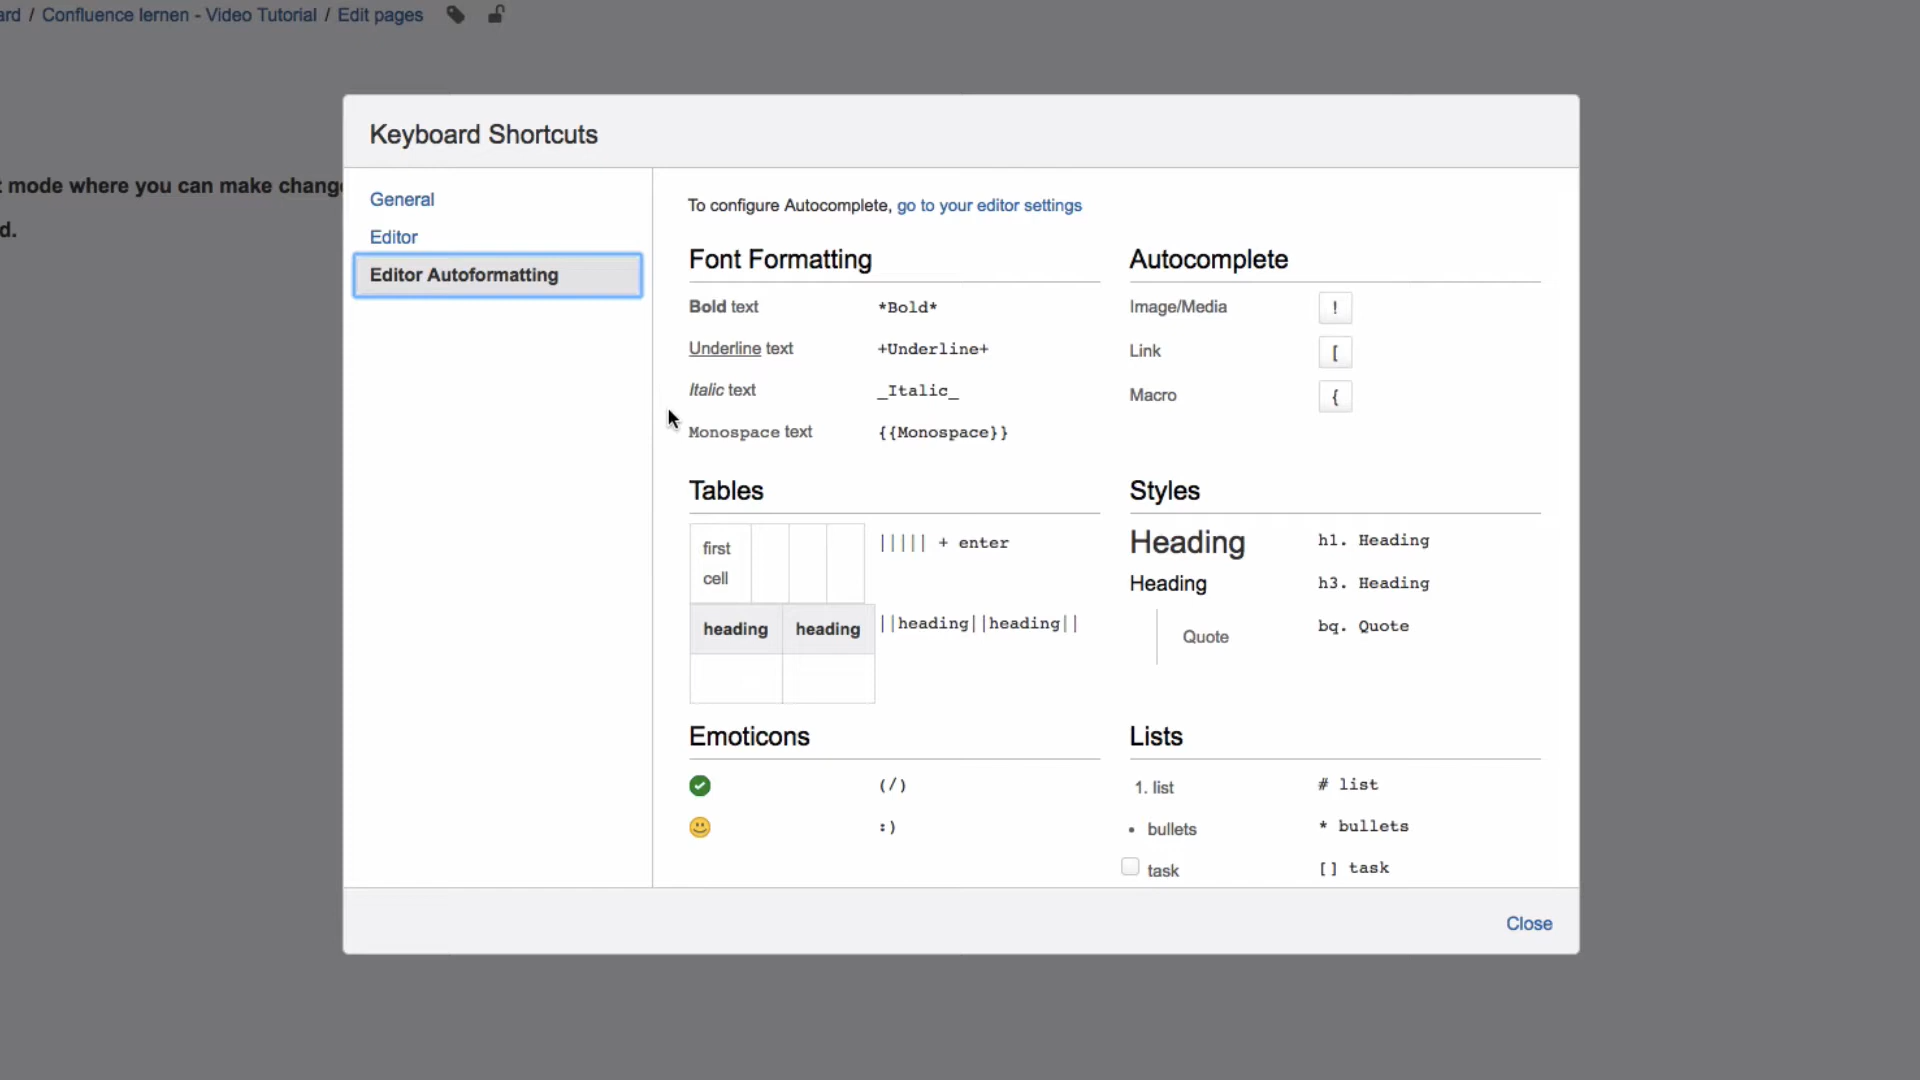 ard / Confluence lernen - Video Tutorial / Edit pages
Keyboard Shortcuts
t mode where you can make change
d.
General
Editor
Editor Autoformatting
To configure Autocomplete, go to your editor settings
Font Formatting
Bold text *Bold*
Underline text +Underline+
Italic text _Italic_
Monospace text {{Monospace}}
Autocomplete
Image/Media !
Link [
Macro {
Tables
first
cell
||||| + enter
heading heading ||heading||heading||
Styles
Heading h1. Heading
Heading h3. Heading
Quote bq. Quote
Emoticons
(/)
:)
Lists
1. list # list
• bullets * bullets
task [] task
Close